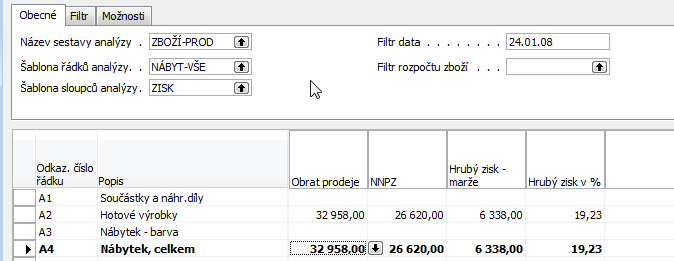 Obecné Filtr Možnosti
Název sestavy analýzy . ZBOŽÍ-PROD Filtr data . . . . . . . . 24.01.08
Šablona řádků analýzy. . NÁBYT-VŠE Filtr rozpočtu zboží . . .
Šablona sloupců analýzy. ZISK
Odkaz. číslo řádku Popis Obrat prodeje NNPZ Hrubý zisk - marže Hrubý zisk v %
A1 Součástky a náhr.díly
A2 Hotové výrobky 32 958,00 26 620,00 6 338,00 19,23
A3 Nábytek - barva
A4 Nábytek, celkem 32 958,00 26 620,00 6 338,00 19,23